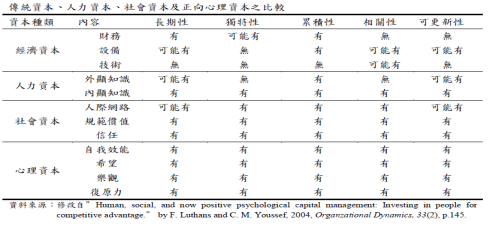 傳統資本、人力資本、社會資本及正向心理資本之比較
資本種類 內容 長期性 獨特性 累積性 相關性 可更新性
經濟資本 財務 有 可能有 有 無 無
設備 可能有 無 有 可能有 可能有
技術 無 無 無 可能有 無
人力資本 外顯知識 可能有 無 有 無 可能有
內顯知識 有 有 有 有 有
社會資本 人際網路 可能有 有 有 有 可能有
規範價值 有 有 有 有 有
信任 有 有 有 有 有
心理資本 自我效能 有 有 有 有 有
希望 有 有 有 有 有
樂觀 有 有 有 有 有
復原力 有 有 有 有 有
資料來源：修改自" Human, social, and now positive psychological capital management: Investing in people for
competitive advantage." by F. Luthans and C. M. Youssef, 2004, Organzational Dynamics, 33(2), p.145.